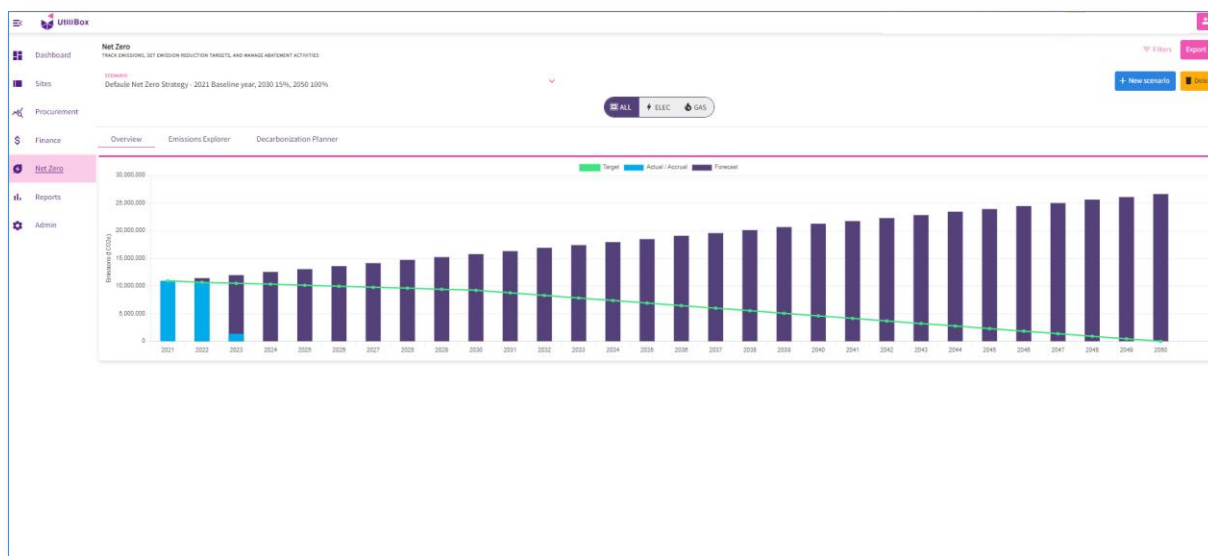 UtiliBox
Dashboard
Sites
Procurement
Finance
Net Zero
Reports
Admin
Net Zero
TRACK EMISSIONS, SET EMISSION REDUCTION TARGETS, AND MANAGE ABATEMENT ACTIVITIES
Filters
Export
SCENARIO
Defaule Net Zero Strategy - 2021 Baseline year, 2030 15%, 2050 100%
+ New scenario
Dele
ALL
ELEC
GAS
Overview
Emissions Explorer
Decarbonization Planner
Target
Actual / Accrual
Forecast
Emissions (tCO2e)
30,000,000
25,000,000
20,000,000
15,000,000
10,000,000
5,000,000
0
2021 2022 2023 2024 2025 2026 2027 2028 2029 2030 2031 2032 2033 2034 2035 2036 2037 2038 2039 2040 2041 2042 2043 2044 2045 2046 2047 2048 2049 2050